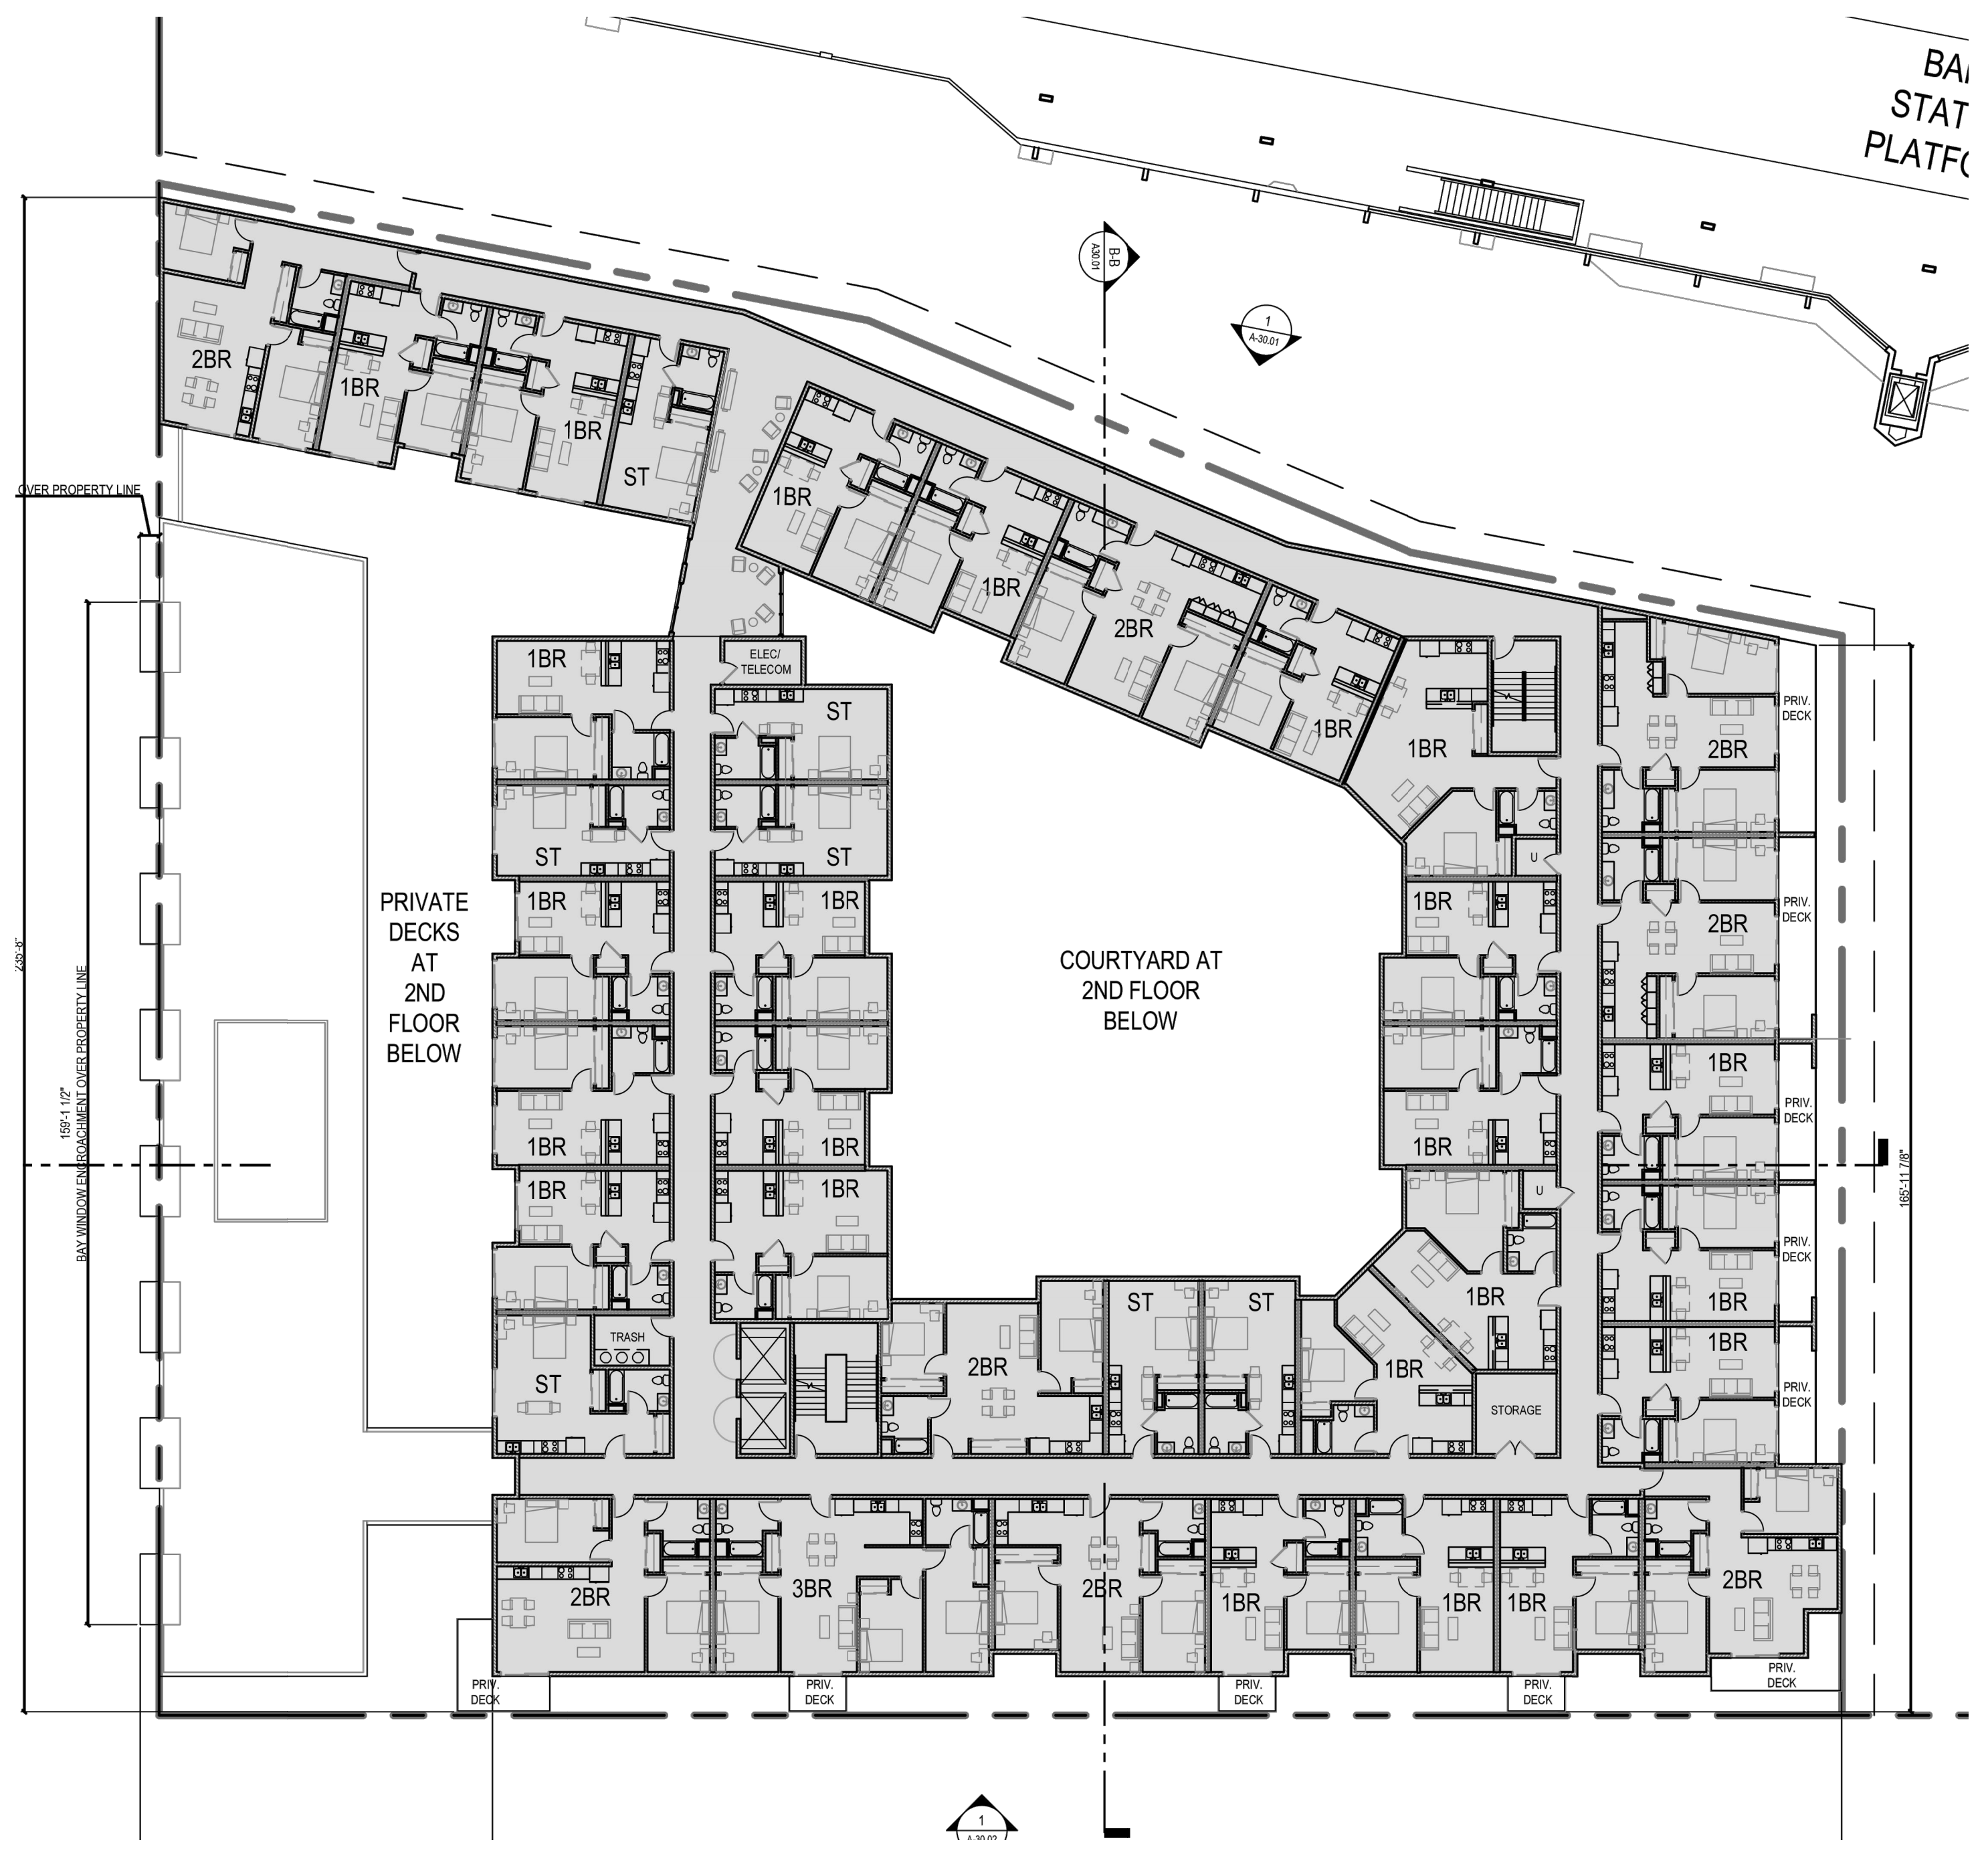 BA
STAT
PLATFO
B-B
A30.01
1
A-30.01
2BR
1BR
1BR
ST
OVER PROPERTY LINE
1BR
1BR
2BR
1BR
1BR
ELEC/
TELECOM
1BR
ST
ST
ST
1BR
1BR
1BR
1BR
1BR
1BR
ST
TRASH
PRIVATE
DECKS
AT
2ND
FLOOR
BELOW
COURTYARD AT
2ND FLOOR
BELOW
235'-8"
159'-1 1/2"
BAY WINDOW ENCROACHMENT OVER PROPERTY LINE
165'-11 7/8"
U
1BR
1BR
U
1BR
1BR
STORAGE
2BR
ST
ST
PRIV.
DECK
2BR
PRIV.
DECK
2BR
1BR
PRIV.
DECK
PRIV.
DECK
1BR
1BR
PRIV.
DECK
2BR
3BR
2BR
1BR
1BR
1BR
2BR
PRIV.
DECK
PRIV.
DECK
PRIV.
DECK
PRIV.
DECK
PRIV.
DECK
1
A-30.02